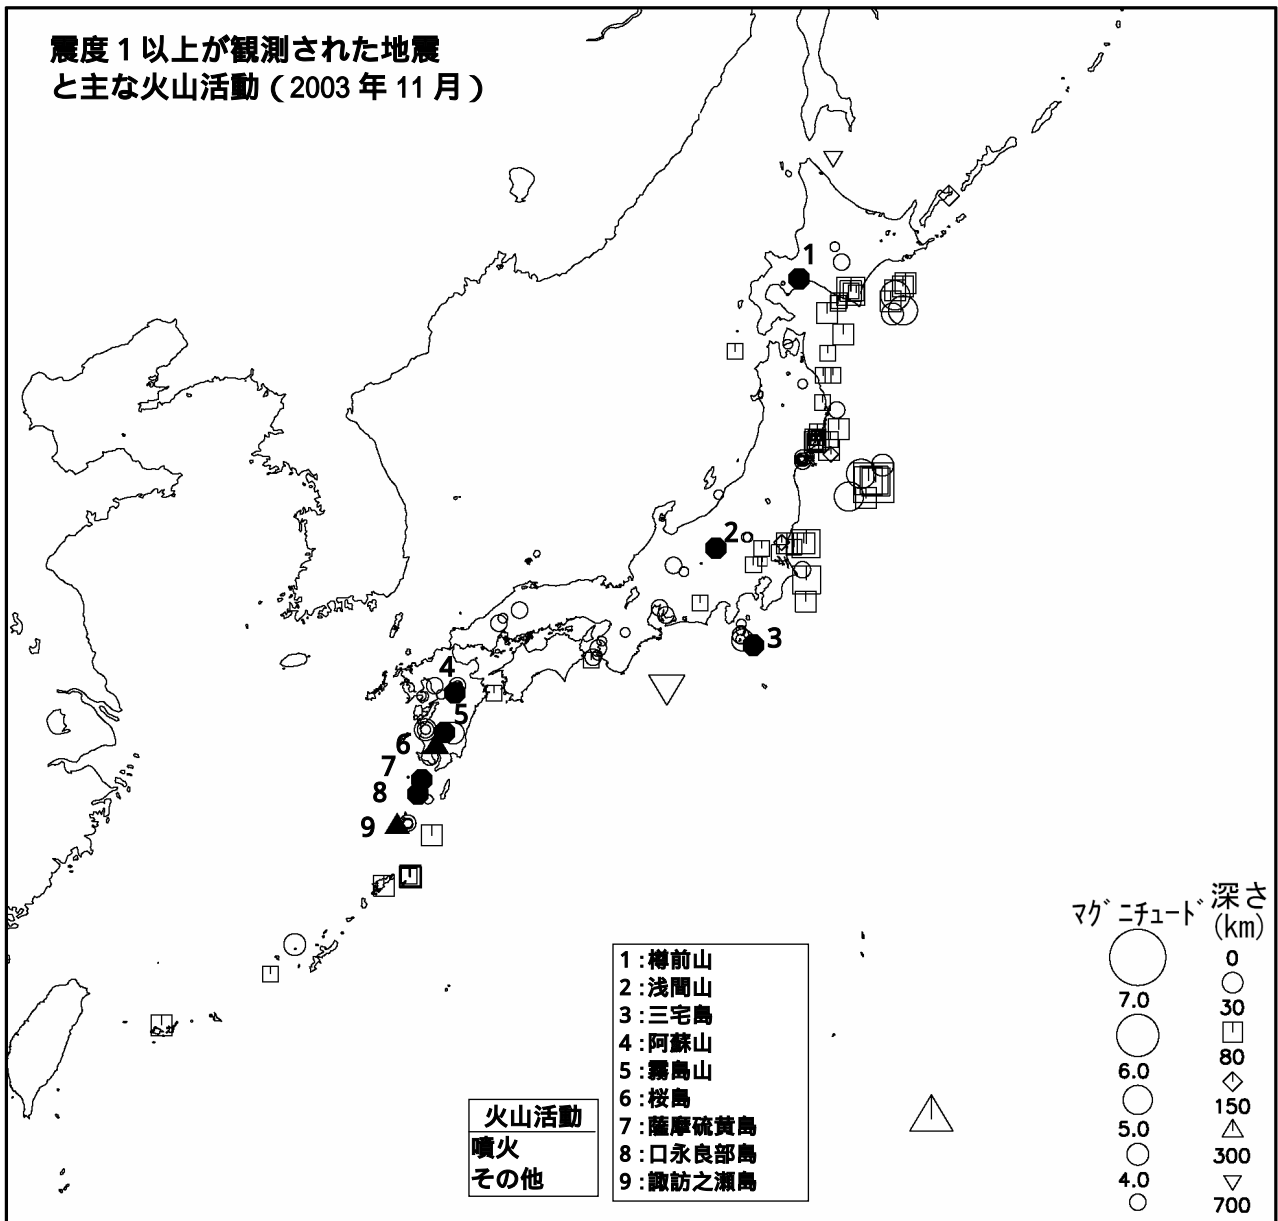 震度１以上が観測された地震
と主な火山活動（2003 年 11 月）
1
2
3
4
5
6
7
8
9
マグニチュード
7.0
6.0
5.0
4.0
深さ
(km)
0
30
80
150
300
700
火山活動
噴火
その他
1 :樽前山
2 :浅間山
3 :三宅島
4 :阿蘇山
5 :霧島山
6 :桜島
7 :薩摩硫黄島
8 :口永良部島
9 :諏訪之瀬島